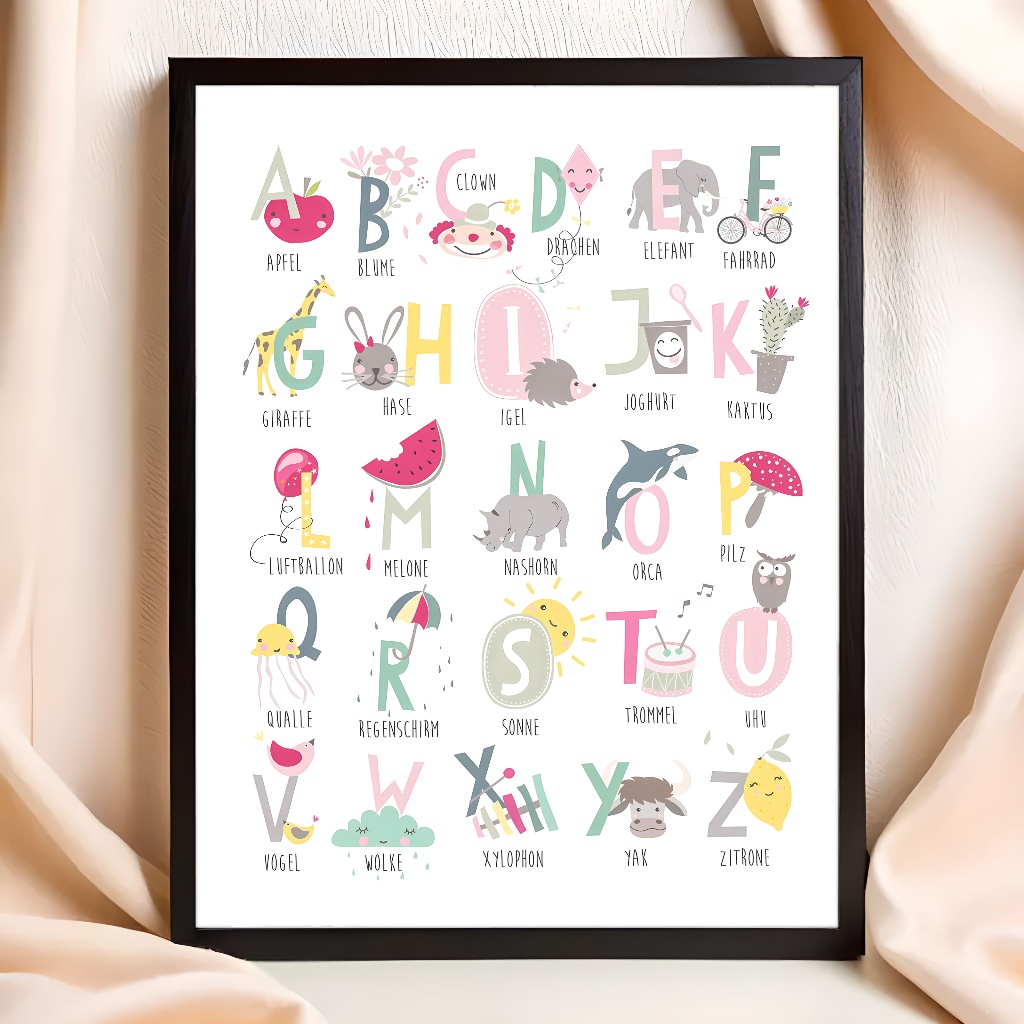 A B C D E F
CLOWN
APFEL BLUME DRACHEN ELEFANT FAHRRAD
G H I J K
GIRAFFE HASE IGEL JOGHURT KAKTUS
L M N O P
LUFTBALLON MELONE NASHORN ORCA PILZ
Q R S T U
QUALLE REGENSCHIRM SONNE TROMMEL UHU
V W X Y Z
VOGEL WOLKE XYLOPHON YAK ZITRONE